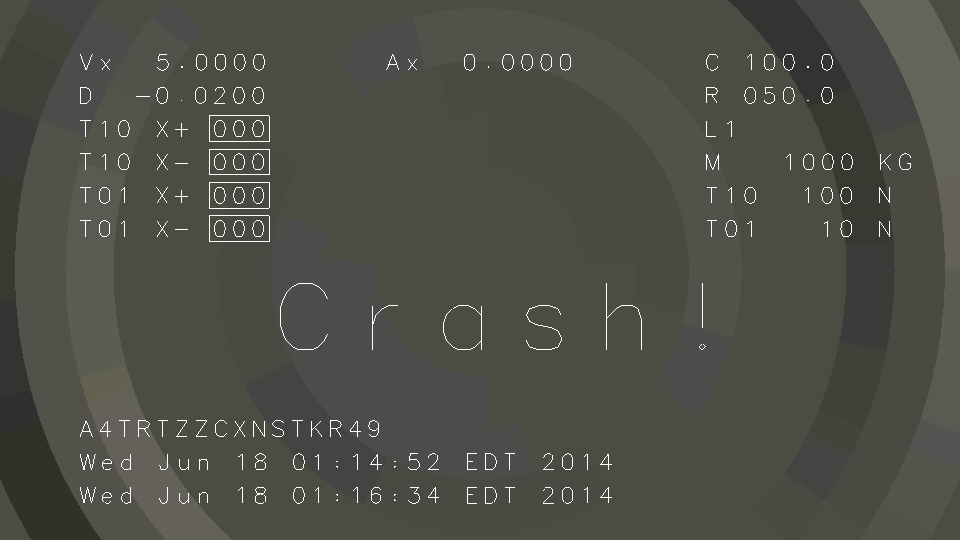 Vx 5.0000 Ax 0.0000 C 100.0
D -0.0200 R 050.0
T10 X+ 000 L1
T10 X- 000 M 1000 KG
T01 X+ 000 T10 100 N
T01 X- 000 T01 10 N
Crash!
A4TRTZZCXNSTKR49
Wed Jun 18 01:14:52 EDT 2014
Wed Jun 18 01:16:34 EDT 2014